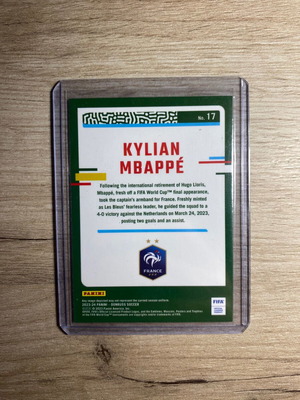 No. 17
KYLIAN
MBAPPÉ
Following the international retirement of Hugo Lloris,
Mbappé, fresh off a FIFA World Cup™ final appearance,
took the captain's armband for France. Freshly minted
as Les Bleus' fearless leader, he guided the squad to a
4-0 victory against the Netherlands on March 24, 2023,
posting two goals and an assist.
FRANCE
PANINI
2023-24 PANINI - DONRUSS SOCCER
FIFA